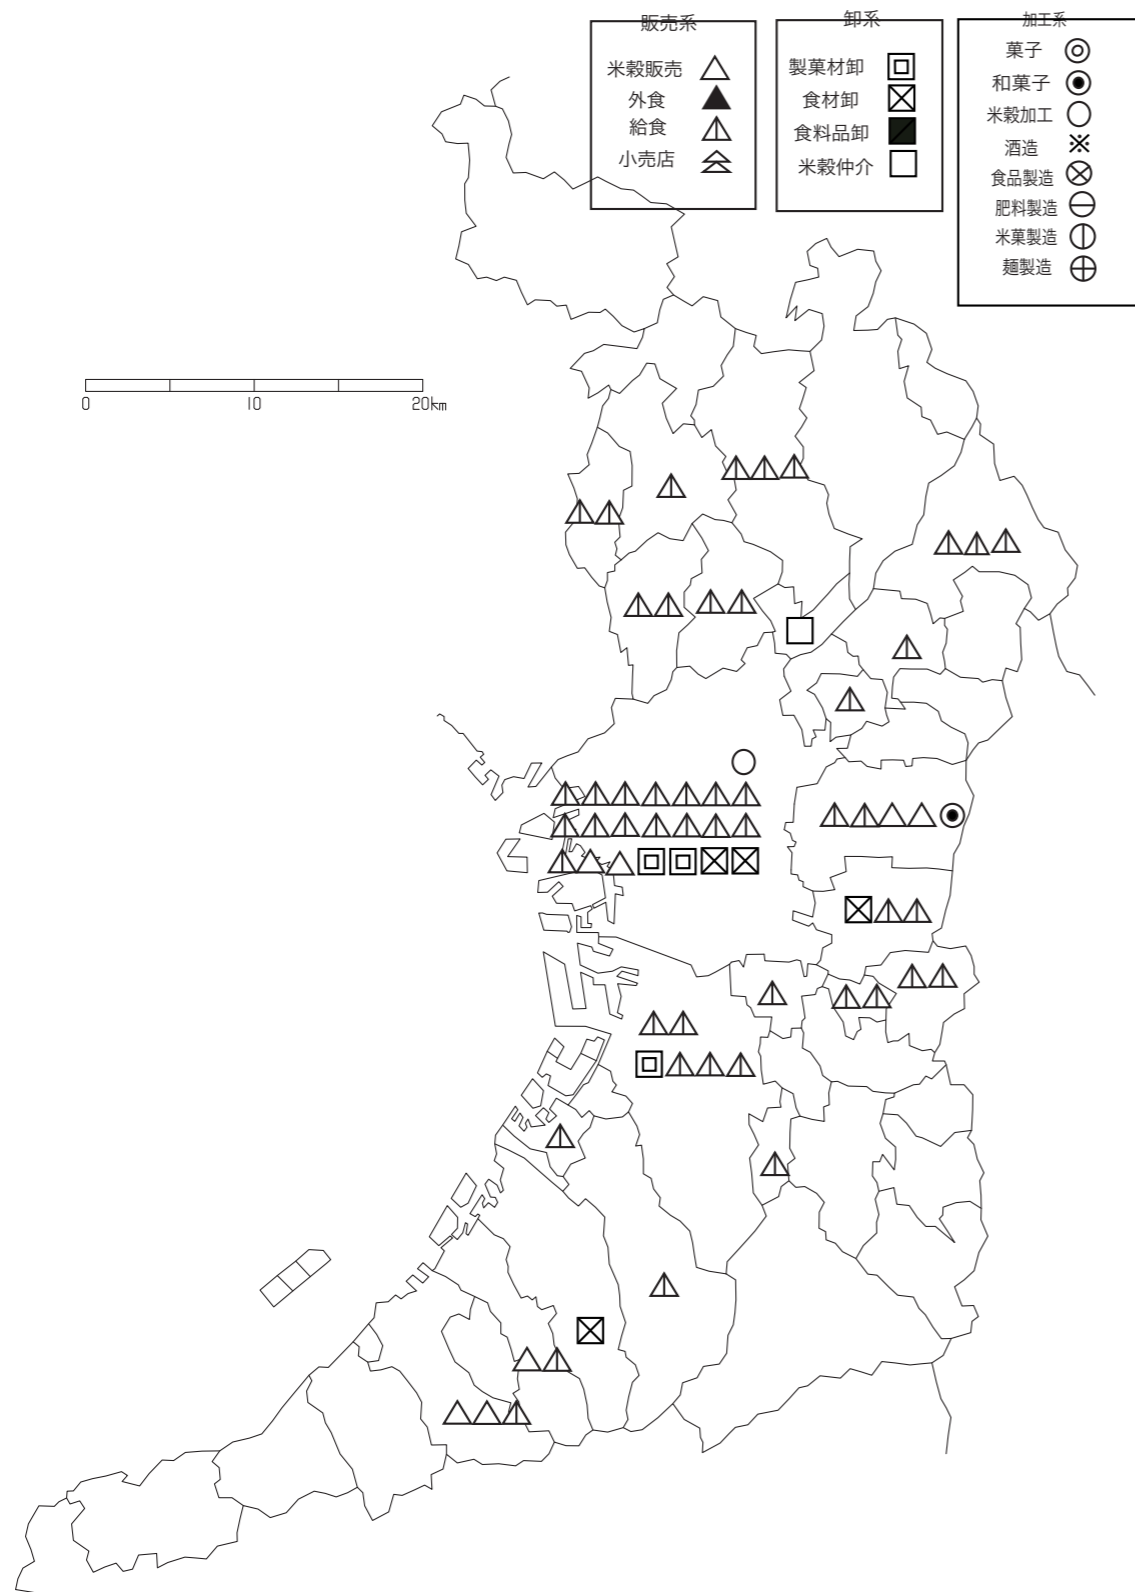 販売系
米穀販売
外食
給食
小売店
卸系
製菓材卸
食材卸
食料品卸
米穀仲介
加工系
菓子
和菓子
米穀加工
酒造
食品製造
肥料製造
米菓製造
麺製造
0 10 20km